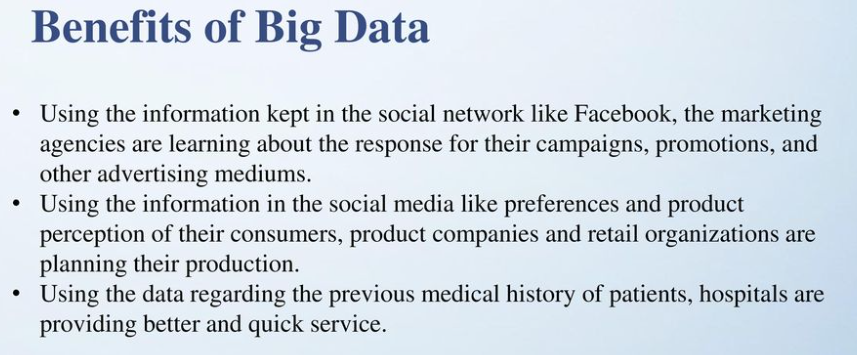 Benefits of Big Data
• Using the information kept in the social network like Facebook, the marketing
agencies are learning about the response for their campaigns, promotions, and
other advertising mediums.
• Using the information in the social media like preferences and product
perception of their consumers, product companies and retail organizations are
planning their production.
• Using the data regarding the previous medical history of patients, hospitals are
providing better and quick service.